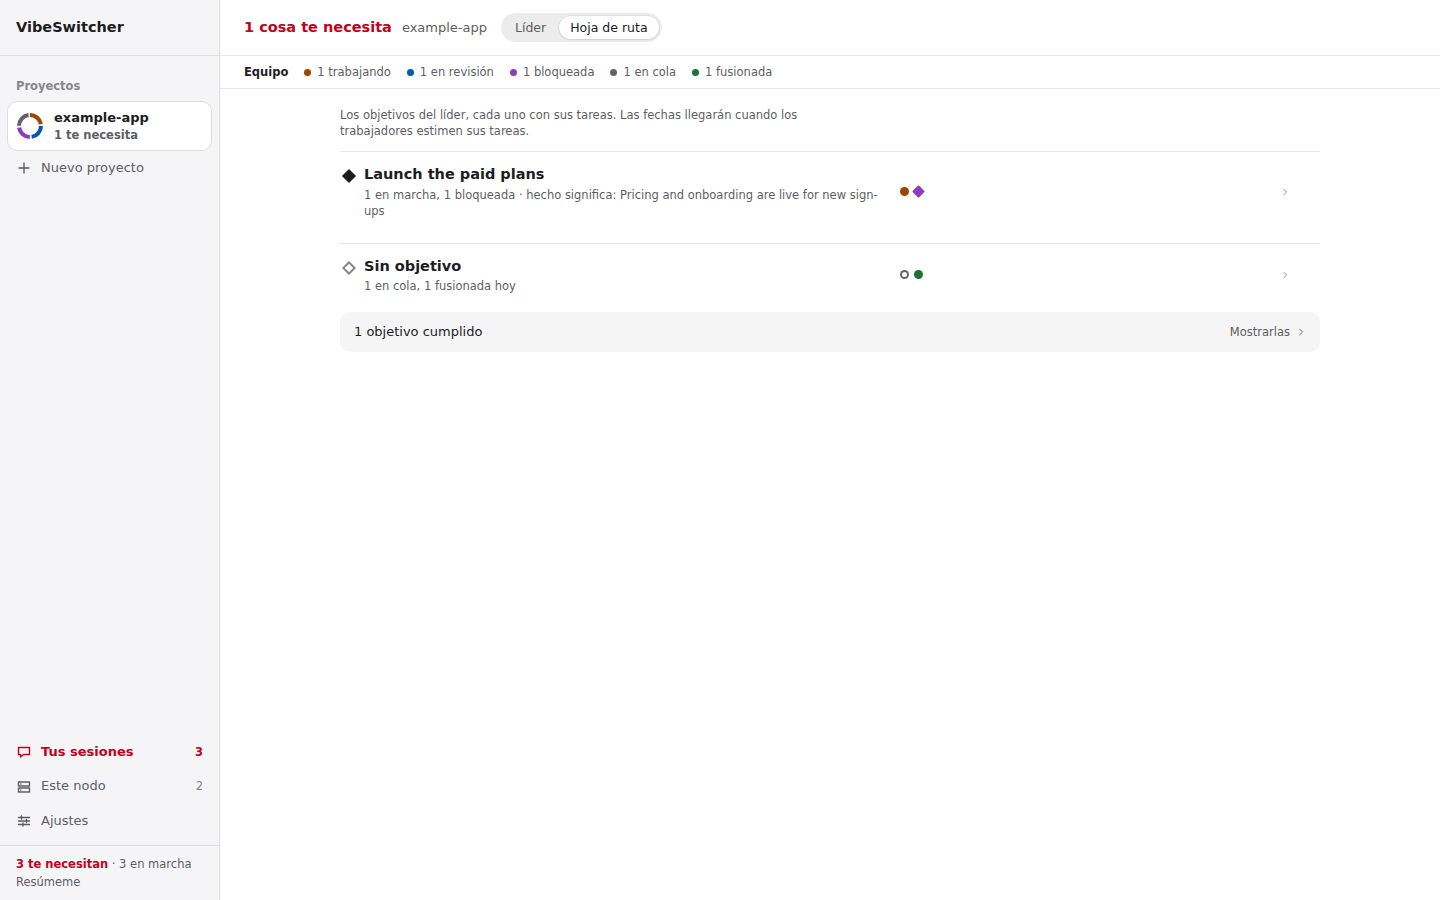 VibeSwitcher
Proyectos
example-app
1 te necesita
Nuevo proyecto
Tus sesiones 3
Este nodo 2
Ajustes
3 te necesitan · 3 en marcha
Resúmeme
1 cosa te necesita example-app Líder Hoja de ruta
Equipo 1 trabajando 1 en revisión 1 bloqueada 1 en cola 1 fusionada
Los objetivos del líder, cada uno con sus tareas. Las fechas llegarán cuando los
trabajadores estimen sus tareas.
Launch the paid plans
1 en marcha, 1 bloqueada · hecho significa: Pricing and onboarding are live for new sign-
ups
Sin objetivo
1 en cola, 1 fusionada hoy
1 objetivo cumplido Mostrarlas